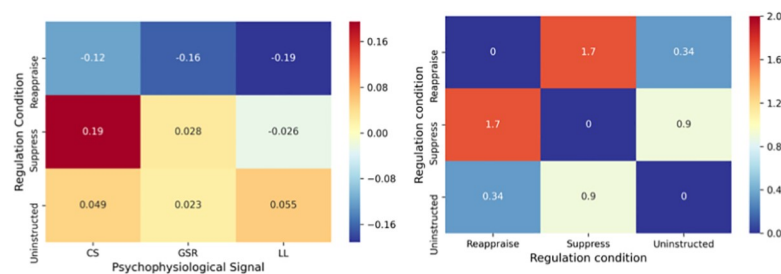 Regulation Condition
Reappraise
Suppress
Uninstructed
-0.12 -0.16 -0.19
0.19 0.028 -0.026
0.049 0.023 0.055
CS GSR LL
Psychophysiological Signal
0.16
0.08
0.00
-0.08
-0.16
Regulation condition
Reappraise
Suppress
Uninstructed
0 1.7 0.34
1.7 0 0.9
0.34 0.9 0
Reappraise Suppress Uninstructed
Regulation condition
2.0
1.6
1.2
0.8
0.4
0.0